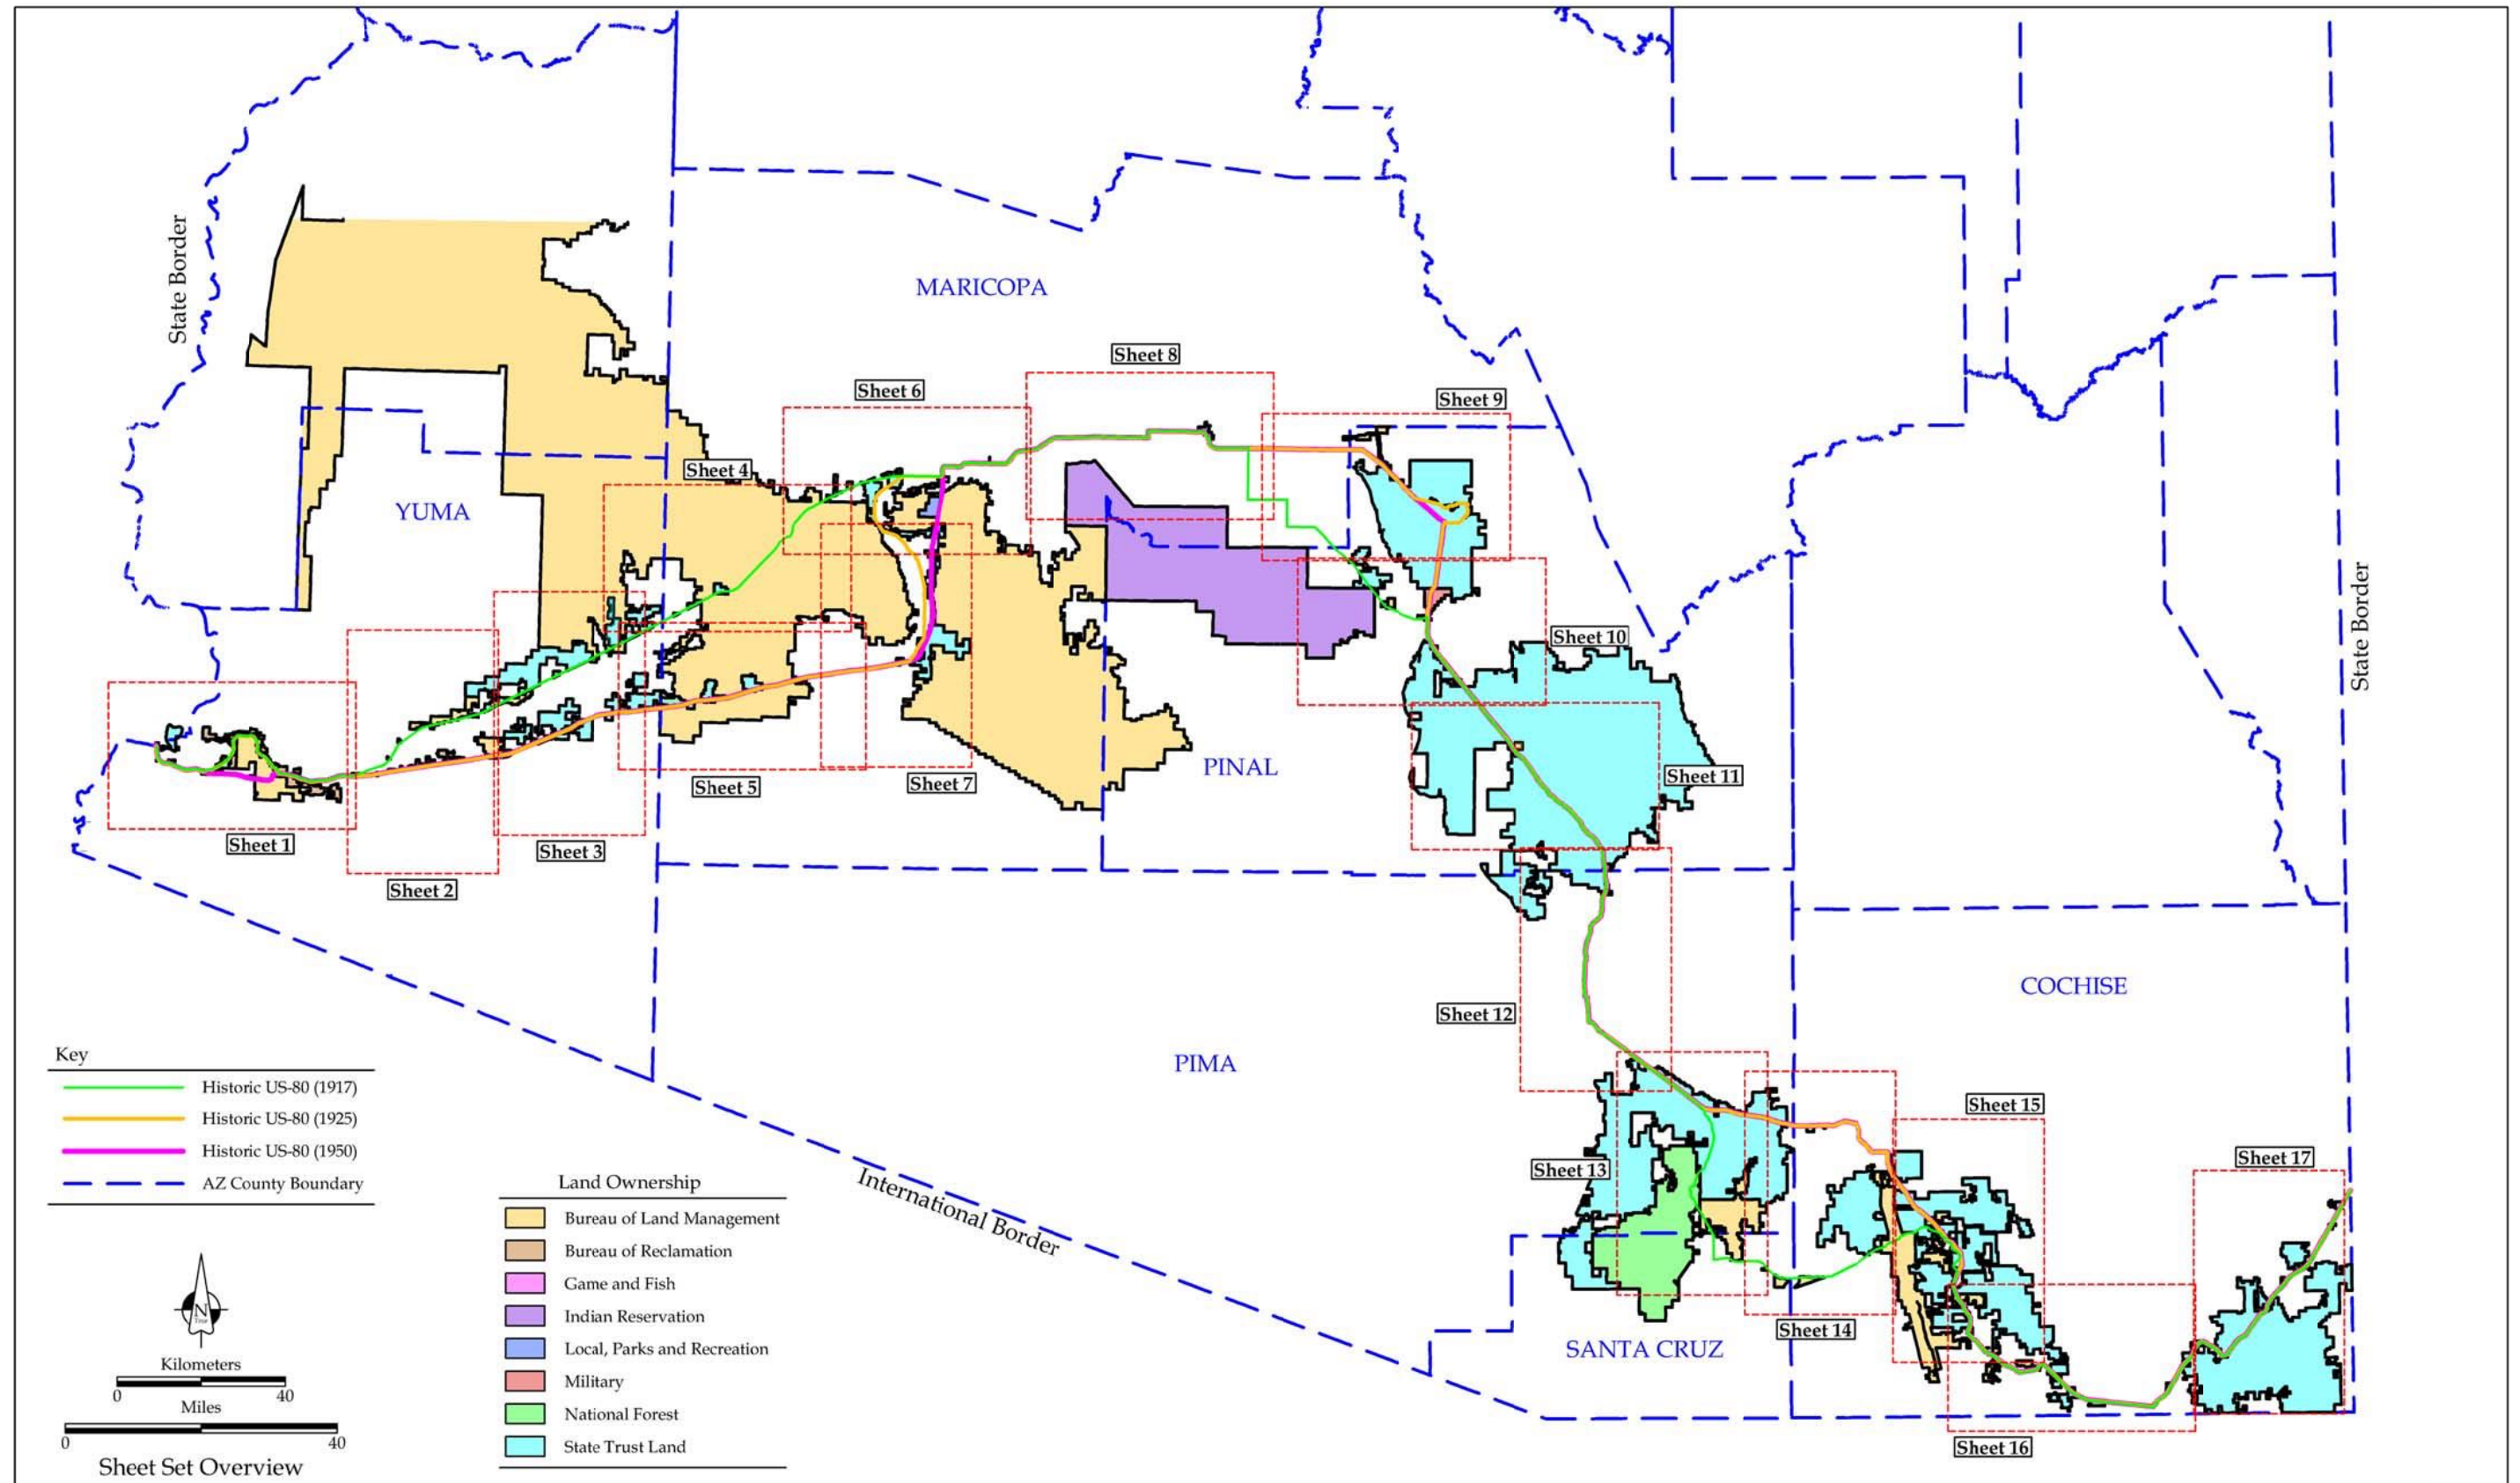 State Border
MARICOPA
Sheet 8
Sheet 6
Sheet 9
Sheet 4
YUMA
State Border
Sheet 10
PINAL
Sheet 11
Sheet 5
Sheet 7
Sheet 1
Sheet 3
Sheet 2
COCHISE
Sheet 12
PIMA
Sheet 15
Sheet 13
Sheet 17
International Border
Sheet 14
SANTA CRUZ
Sheet 16
Key
Historic US-80 (1917)
Historic US-80 (1925)
Historic US-80 (1950)
AZ County Boundary
N
Kilometers
0 40
Miles
0 40
Sheet Set Overview
Land Ownership
Bureau of Land Management
Bureau of Reclamation
Game and Fish
Indian Reservation
Local, Parks and Recreation
Military
National Forest
State Trust Land